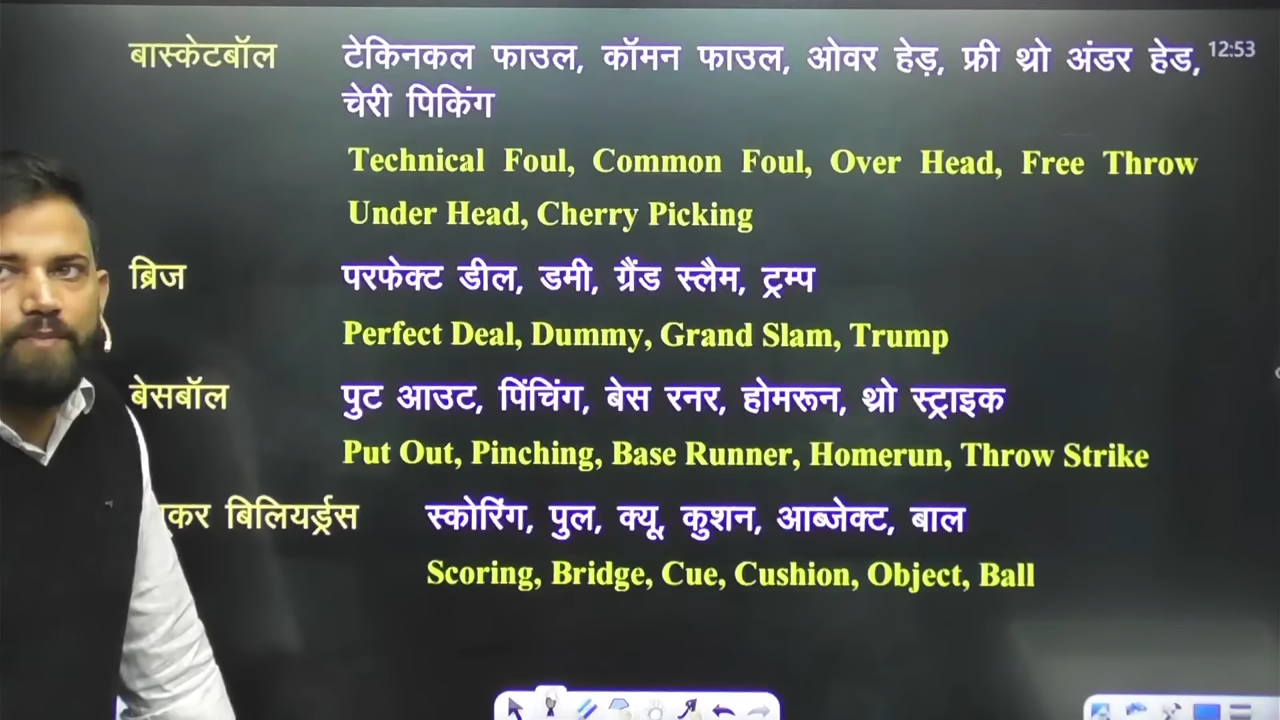 12:53
बास्केटबॉल टेकिनकल फाउल, कॉमन फाउल, ओवर हेड़, फ्री थ्रो अंडर हेड,
चेरी पिकिंग
Technical Foul, Common Foul, Over Head, Free Throw
Under Head, Cherry Picking
ब्रिज परफेक्ट डील, डमी, ग्रैंड स्लैम, ट्रम्प
Perfect Deal, Dummy, Grand Slam, Trump
बेसबॉल पुट आउट, पिंचिंग, बेस रनर, होमरून, थ्रो स्ट्राइक
Put Out, Pinching, Base Runner, Homerun, Throw Strike
बिलियर्ड्स स्कोरिंग, पुल, क्यू, कुशन, आब्जेक्ट, बाल
Scoring, Bridge, Cue, Cushion, Object, Ball